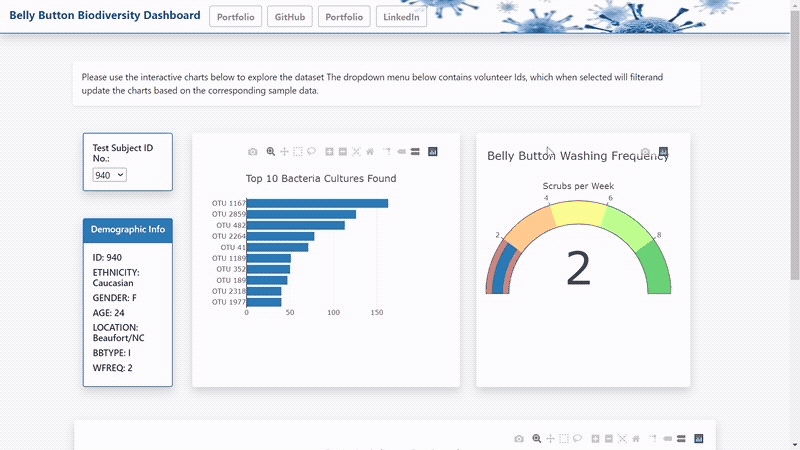 Belly Button Biodiversity Dashboard
Portfolio
GitHub
Portfolio
LinkedIn
Please use the interactive charts below to explore the dataset The dropdown menu below contains volunteer Ids, which when selected will filterand
update the charts based on the corresponding sample data.
Test Subject ID
No.:
940
Demographic Info
ID: 940
ETHNICITY:
Caucasian
GENDER: F
AGE: 24
LOCATION:
Beaufort/NC
BBTYPE: I
WFREQ: 2
Top 10 Bacteria Cultures Found
OTU 1167
OTU 2859
OTU 482
OTU 2264
OTU 41
OTU 1189
OTU 352
OTU 189
OTU 2318
OTU 1977
0
50
100
150
Belly Button Washing Frequency
Scrubs per Week
2
4
6
8
2